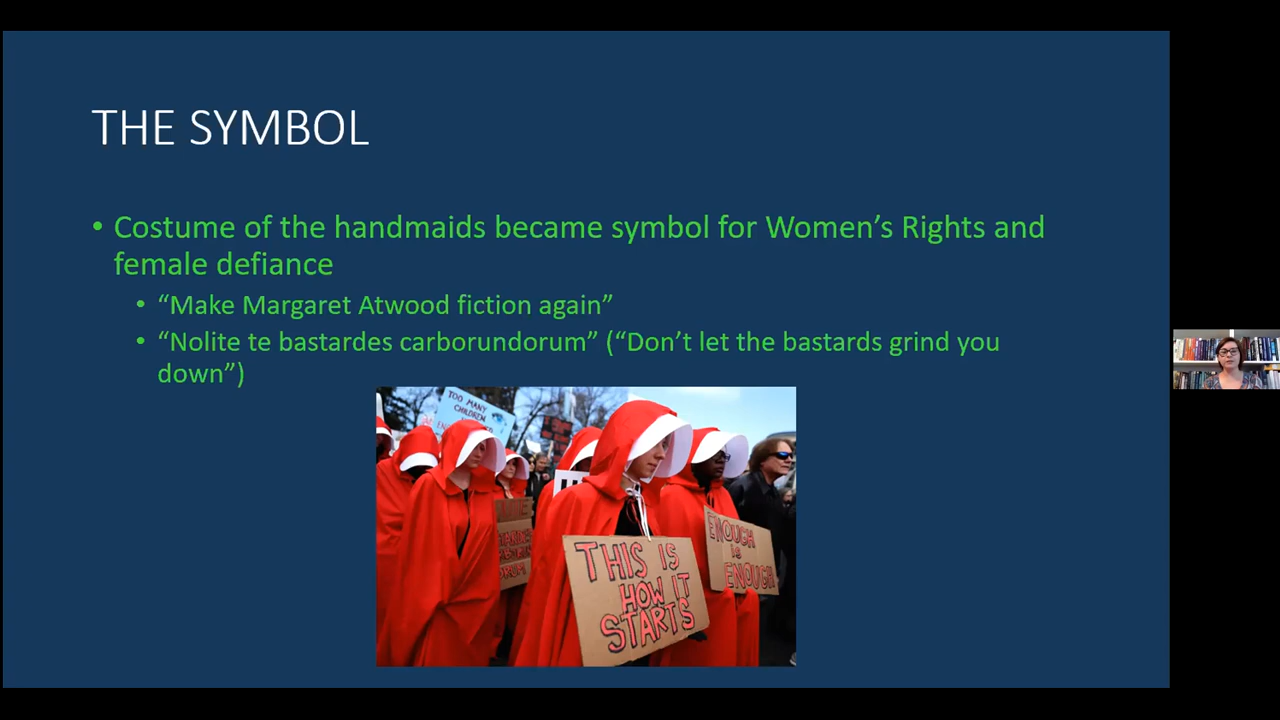 THE SYMBOL
• Costume of the handmaids became symbol for Women’s Rights and
female defiance
• “Make Margaret Atwood fiction again”
• “Nolite te bastardes carborundorum” (“Don’t let the bastards grind you
down”)
TOO MANY
CHILDREN
THIS IS
HOW IT
STARTS
ENOUGH
IS
ENOUGH